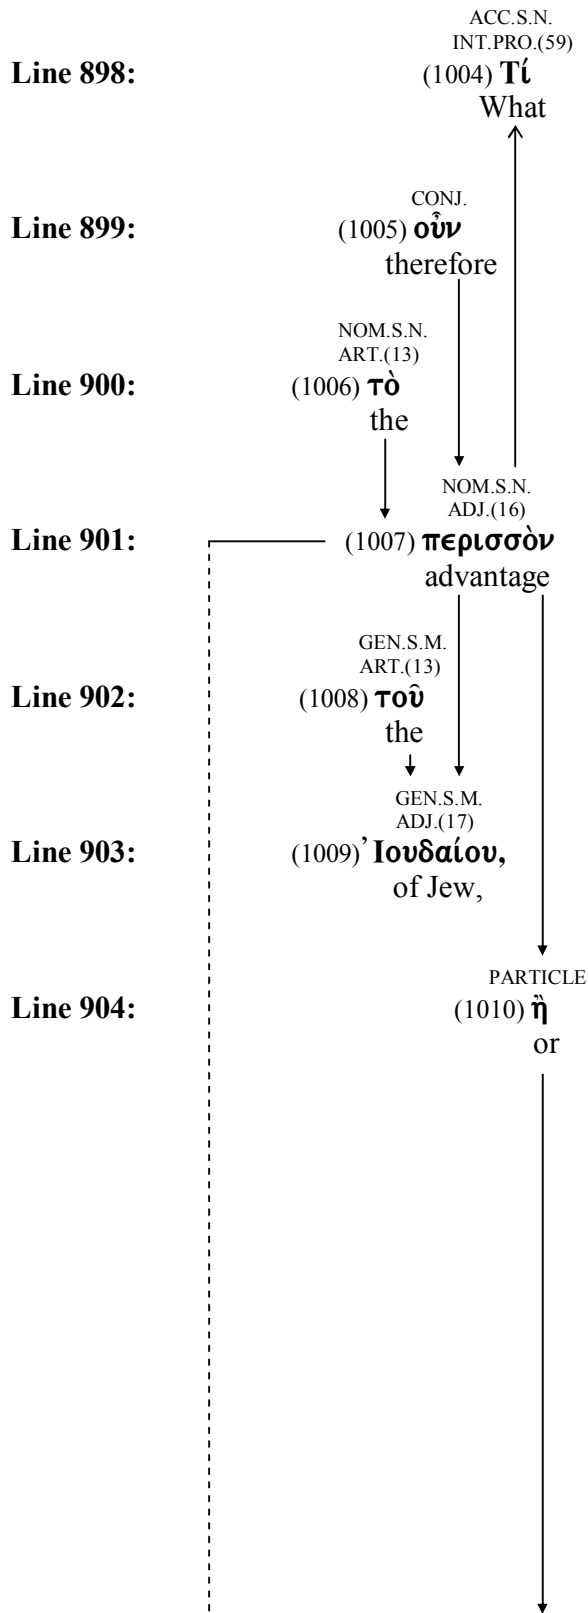 ACC.S.N.
INT.PRO.(59)
Line 898: (1004) Τί
What
CONJ.
Line 899: (1005) οὖν
therefore
NOM.S.N.
ART.(13)
Line 900: (1006) τὸ
the
NOM.S.N.
ADJ.(16)
Line 901: (1007) περισσὸν
advantage
GEN.S.M.
ART.(13)
Line 902: (1008) τοῦ
the
GEN.S.M.
ADJ.(17)
Line 903: (1009) Ἰουδαίου,
of Jew,
PARTICLE
Line 904: (1010) ἢ
or